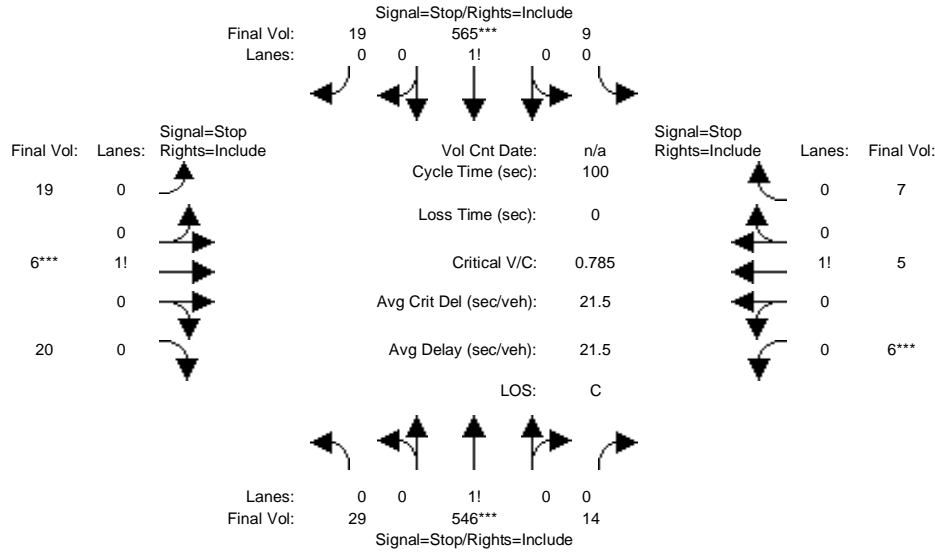 Signal=Stop/Rights=Include
Final Vol: 19 565*** 9
Lanes: 0 0 1! 0 0
Signal=Stop Signal=Stop
Final Vol: Lanes: Rights=Include Vol Cnt Date: n/a Rights=Include Lanes: Final Vol:
Cycle Time (sec): 100
19 0 0 7
Loss Time (sec): 0
0 0
6*** 1! Critical V/C: 0.785 1! 5
0 Avg Crit Del (sec/veh): 21.5 0
20 0 Avg Delay (sec/veh): 21.5 0 6***
LOS: C
Lanes: 0 0 1! 0 0
Final Vol: 29 546*** 14
Signal=Stop/Rights=Include